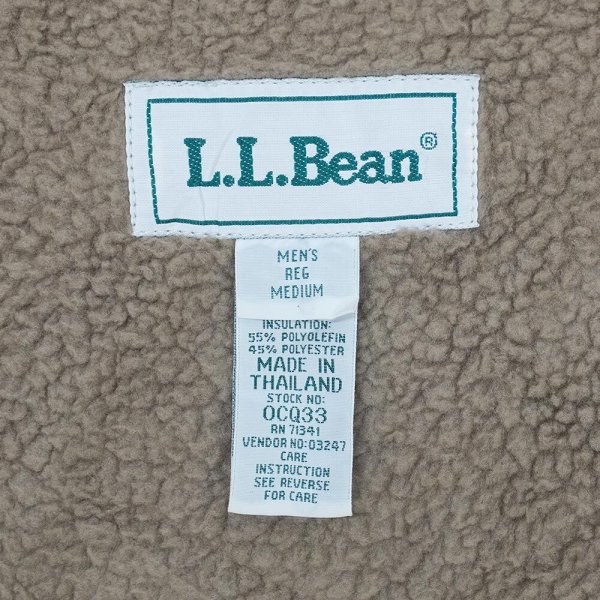 L.L.Bean®
MEN'S
REG
MEDIUM
INSULATION:
55% POLYOLEFIN
45% POLYESTER
MADE IN
THAILAND
STOCK NO:
0CQ33
RN 71341
VENDOR NO:03247
CARE
INSTRUCTION
SEE REVERSE
FOR CARE